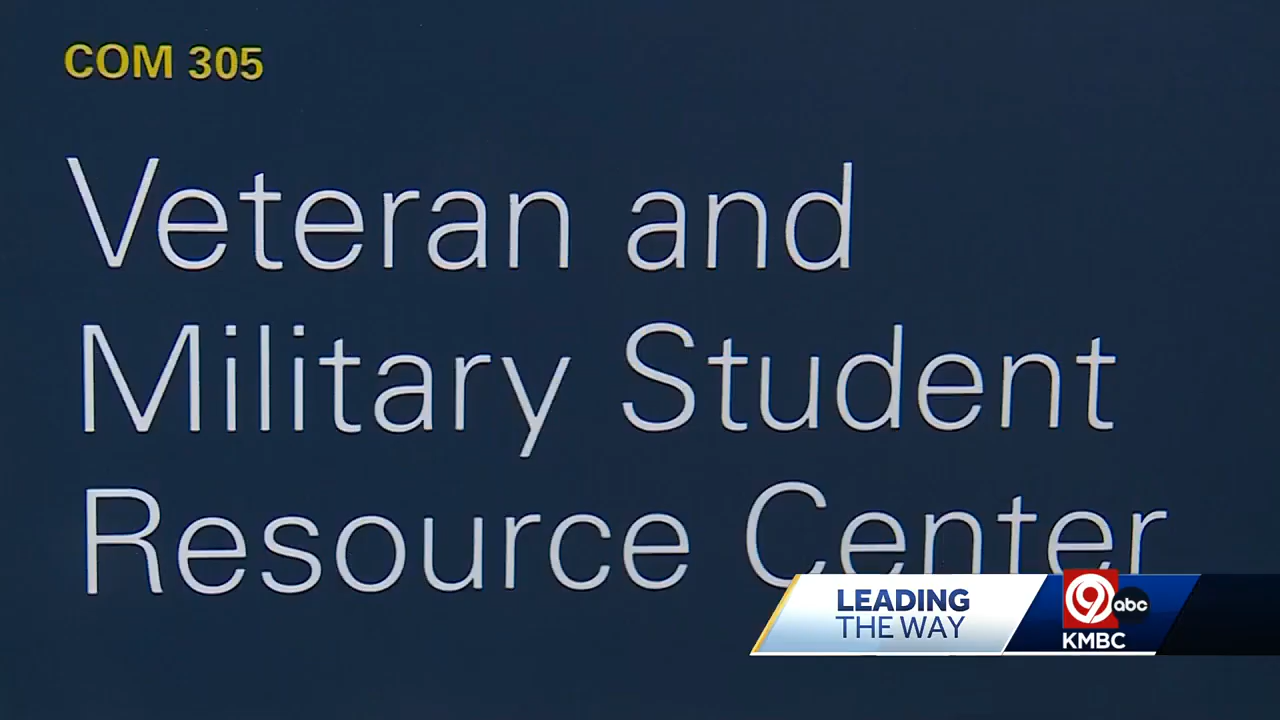 COM 305
Veteran and
Military Student
Resource Center
LEADING
THE WAY
9 abc
KMBC